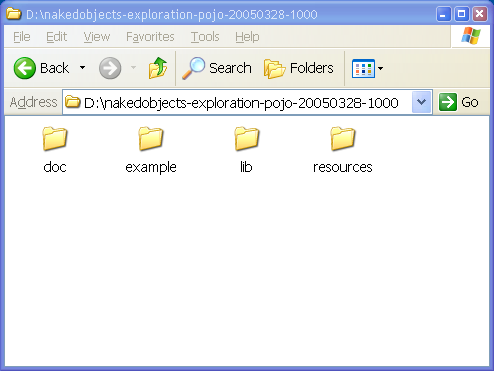 D:\nakedobjects-exploration-pojo-20050328-1000
File Edit View Favorites Tools Help
Back Search Folders
Address D:\nakedobjects-exploration-pojo-20050328-1000 Go
doc example lib resources